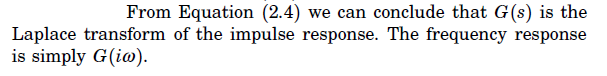 From Equation (2.4) we can conclude that G(s) is the
Laplace transform of the impulse response. The frequency response
is simply G(iω).